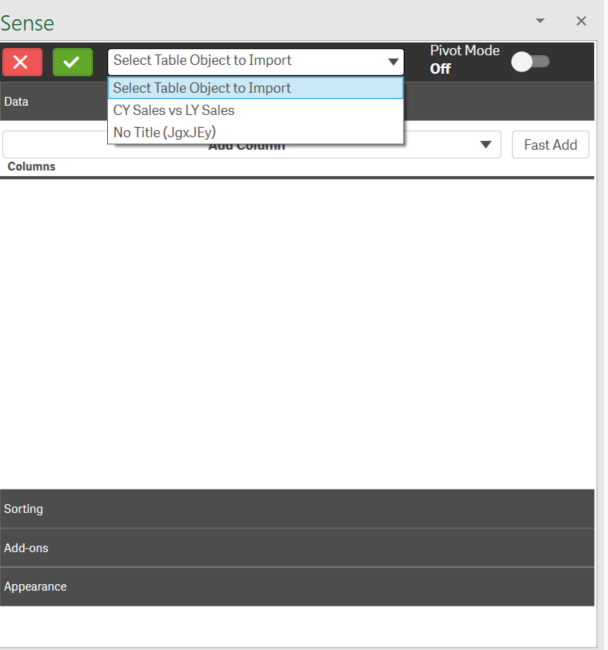 Sense
Select Table Object to Import
Pivot Mode
Off
Select Table Object to Import
CY Sales vs LY Sales
No Title (JgxJEy)
Data
Add Column
Fast Add
Columns
Sorting
Add-ons
Appearance